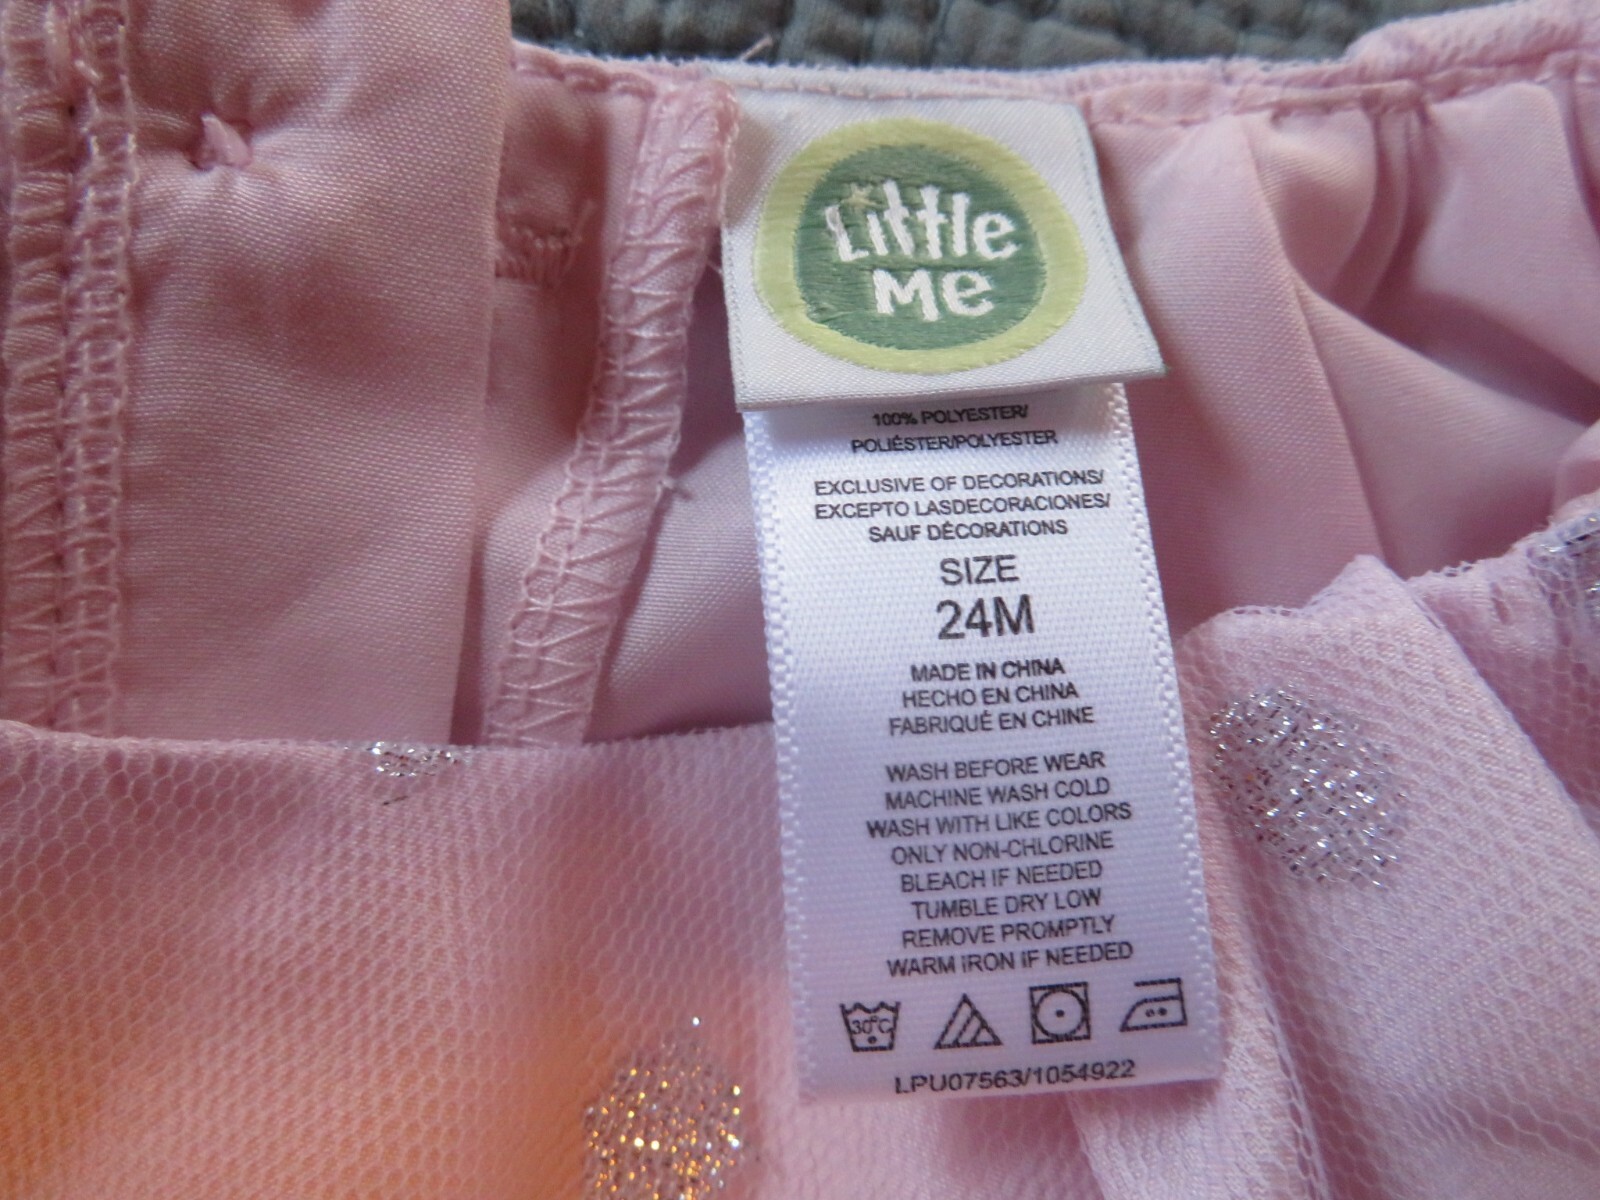 Little
Me
100% POLYESTER/
POLIÉSTER/POLYESTER
EXCLUSIVE OF DECORATIONS/
EXCEPTO LASDECORACIONES/
SAUF DÉCORATIONS
SIZE
24M
MADE IN CHINA
HECHO EN CHINA
FABRIQUÉ EN CHINE
WASH BEFORE WEAR
MACHINE WASH COLD
WASH WITH LIKE COLORS
ONLY NON-CHLORINE
BLEACH IF NEEDED
TUMBLE DRY LOW
REMOVE PROMPTLY
WARM IRON IF NEEDED
30°C
LPU07563/1054922